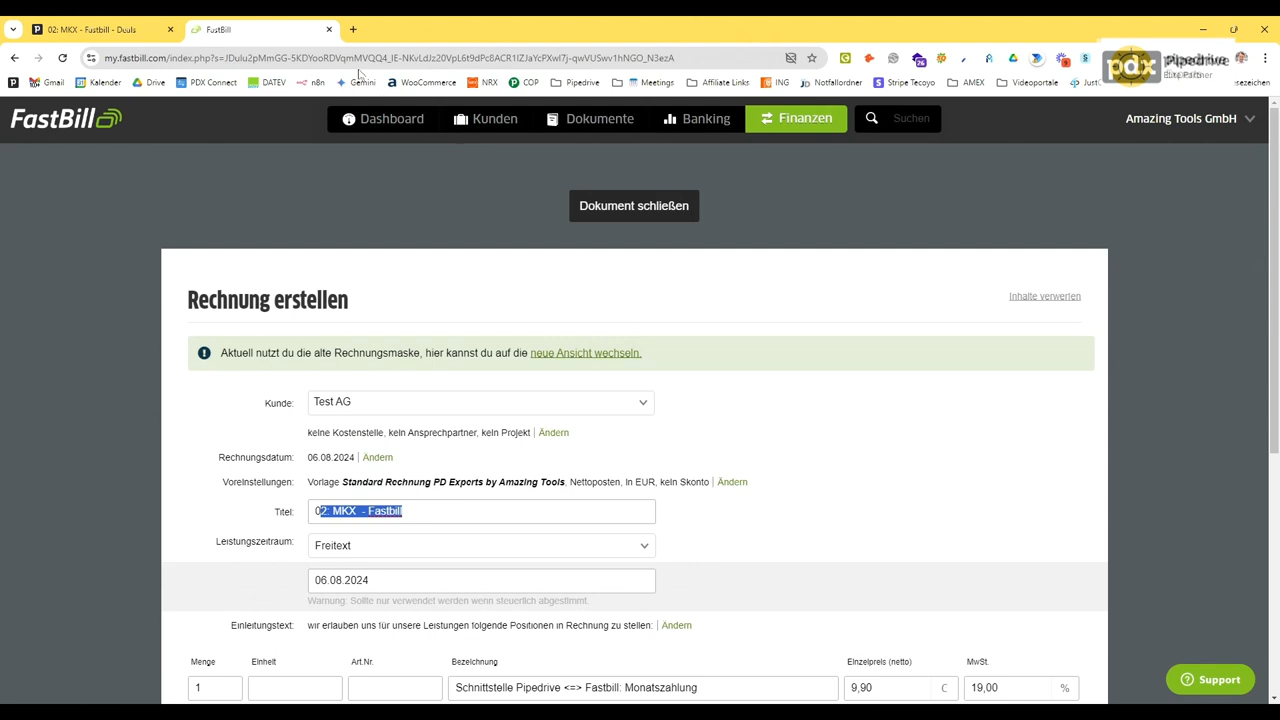 02: MKX - Fastbill - Deals
FastBill
my.fastbill.com/index.php?s=
Gmail
Kalender
Drive
PDX Connect
DATEV
n8n
Gemini
WooCommerce
NRX
COP
Pipedrive
Meetings
Affiliate Links
ING
Notfallordner
Stripe Tecoyo
AMEX
Videoportale
pdx
Pipedrive
FastBill
Dashboard
Kunden
Dokumente
Banking
Finanzen
Suchen
Amazing Tools GmbH
Dokument schließen
Rechnung erstellen
Inhalte verwerfen
Aktuell nutzt du die alte Rechnungsmaske, hier kannst du auf die neue Ansicht wechseln.
Kunde: Test AG
keine Kostenstelle, kein Ansprechpartner, kein Projekt | Ändern
Rechnungsdatum: 06.08.2024 | Ändern
Voreinstellungen: Vorlage Standard Rechnung PD Experts by Amazing Tools, Nettoposten, in EUR, kein Skonto | Ändern
Titel: 02: MKX - Fastbill
Leistungszeitraum: Freitext
06.08.2024
Warnung: Sollte nur verwendet werden wenn steuerlich abgestimmt.
Einleitungstext: wir erlauben uns für unsere Leistungen folgende Positionen in Rechnung zu stellen: | Ändern
Menge Einheit Art.Nr. Bezeichnung Einzelpreis (netto) MwSt.
1 Schnittstelle Pipedrive <=> Fastbill: Monatszahlung 9,90 € 19,00 %
Support